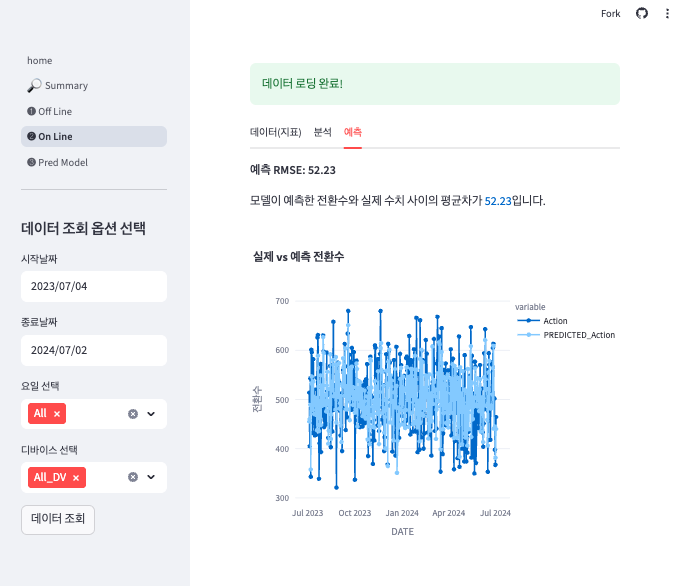 Fork
home
Summary
1 Off Line
2 On Line
3 Pred Model
데이터 조회 옵션 선택
시작날짜
2023/07/04
종료날짜
2024/07/02
요일 선택
All ×
디바이스 선택
All_DV ×
데이터 조회
데이터 로딩 완료!
데이터(지표) 분석 예측
예측 RMSE: 52.23
모델이 예측한 전환수와 실제 수치 사이의 평균차가 52.23입니다.
실제 vs 예측 전환수
variable
Action
PREDICTED_Action
전환수
700
600
500
400
300
Jul 2023 Oct 2023 Jan 2024 Apr 2024 Jul 2024
DATE